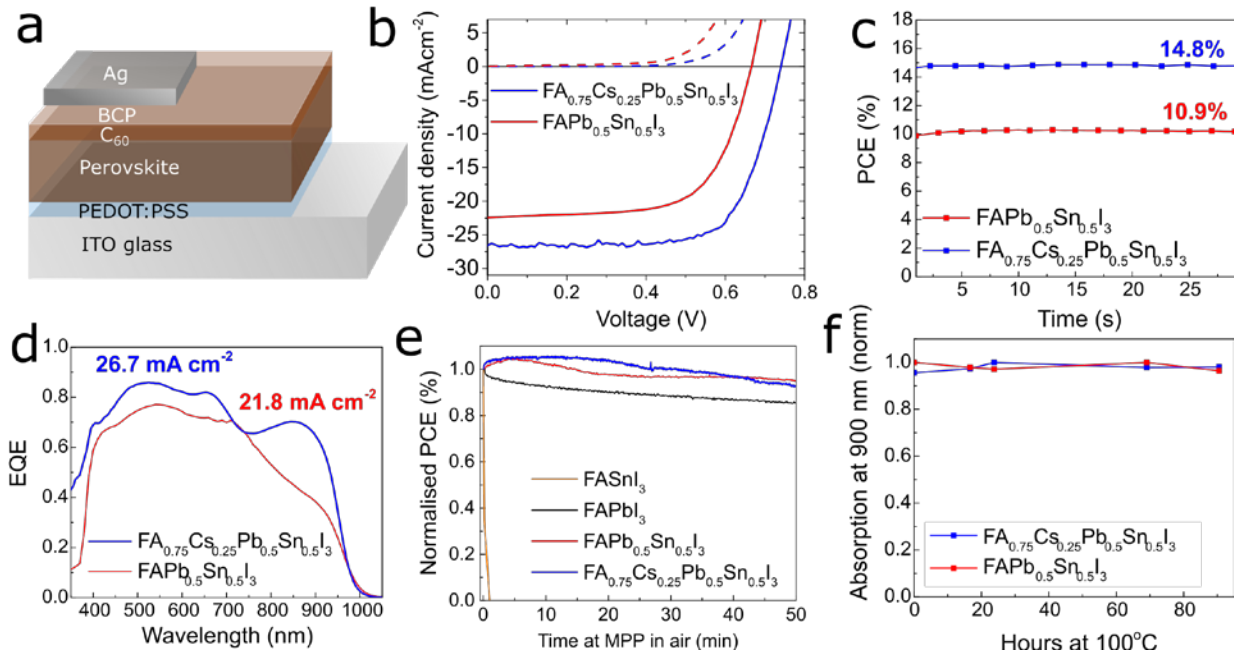 a
Ag
BCP
C₆₀
Perovskite
PEDOT:PSS
ITO glass
b
Current density (mAcm⁻²)
0
-5
-10
-15
-20
-25
-30
FA₀.₇₅Cs₀.₂₅Pb₀.₅Sn₀.₅I₃
FAPb₀.₅Sn₀.₅I₃
0.0 0.2 0.4 0.6 0.8
Voltage (V)
c
PCE (%)
18
16
14
12
10
8
6
4
2
0
14.8%
10.9%
FAPb₀.₅Sn₀.₅I₃
FA₀.₇₅Cs₀.₂₅Pb₀.₅Sn₀.₅I₃
5 10 15 20 25
Time (s)
d
EQE
1.0
0.8
0.6
0.4
0.2
0.0
26.7 mA cm⁻²
21.8 mA cm⁻²
FA₀.₇₅Cs₀.₂₅Pb₀.₅Sn₀.₅I₃
FAPb₀.₅Sn₀.₅I₃
400 500 600 700 800 900 1000
Wavelength (nm)
e
Normalised PCE (%)
1.0
0.8
0.6
0.4
0.2
0.0
FASnI₃
FAPbI₃
FAPb₀.₅Sn₀.₅I₃
FA₀.₇₅Cs₀.₂₅Pb₀.₅Sn₀.₅I₃
0 10 20 30 40 50
Time at MPP in air (min)
f
Absorption at 900 nm (norm)
1.0
0.8
0.6
0.4
0.2
0.0
FA₀.₇₅Cs₀.₂₅Pb₀.₅Sn₀.₅I₃
FAPb₀.₅Sn₀.₅I₃
0 20 40 60 80
Hours at 100°C